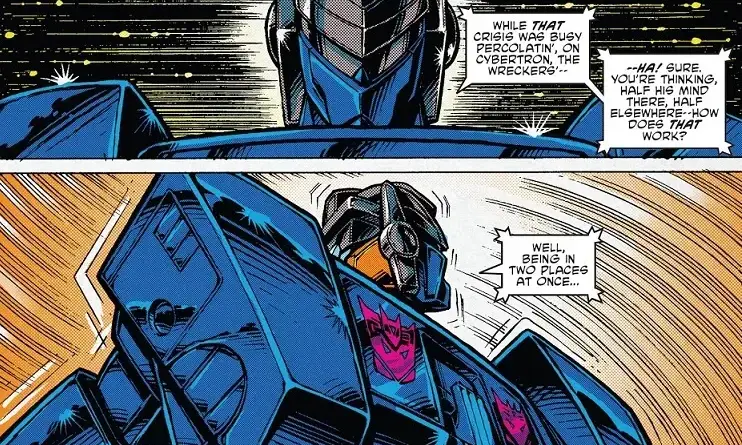 WHILE THAT
CRISIS WAS BUSY
PERCOLATIN', ON
CYBERTRON, THE
WRECKERS'--
--HA! SURE.
YOU'RE THINKING,
HALF HIS MIND
THERE, HALF
ELSEWHERE--HOW
DOES THAT
WORK?
WELL,
BEING IN
TWO PLACES
AT ONCE...